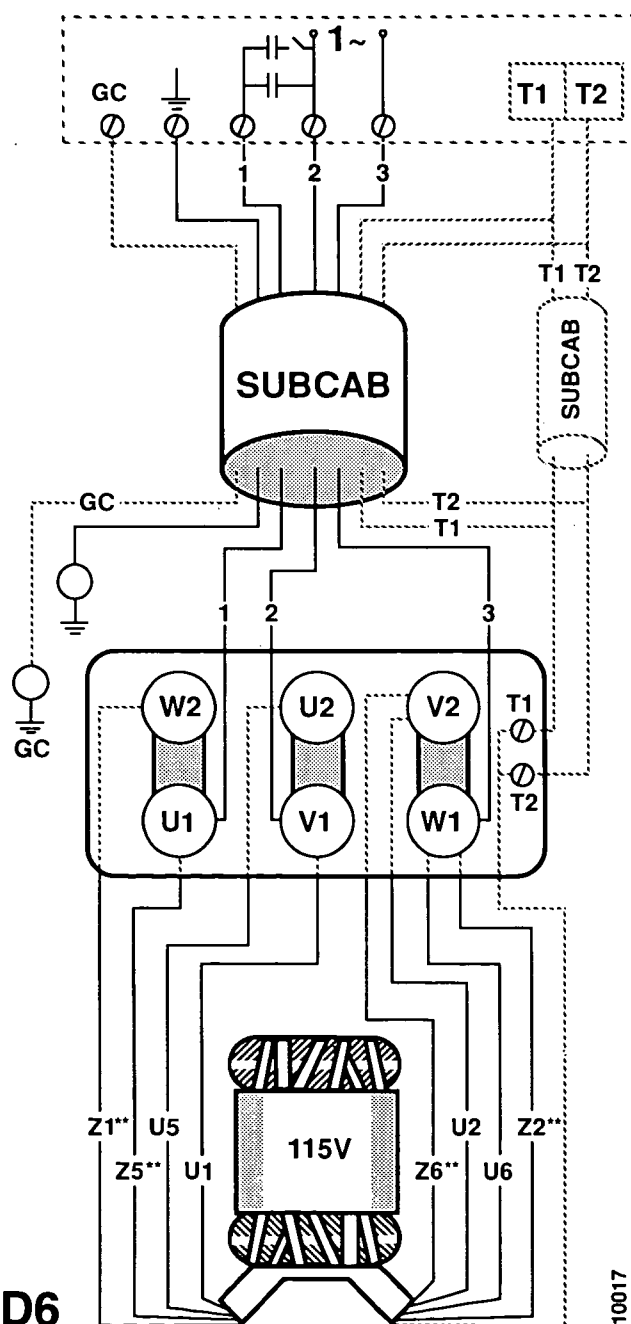 1~
GC
T1 T2
1 2 3
T1 T2
SUBCAB
SUBCAB
GC
T2
T1
1 2 3
GC
W2 U2 V2
T1
T2
U1 V1 W1
Z1** U5
Z5** U1
115V
U2 Z2**
Z6** U6
D6
10017